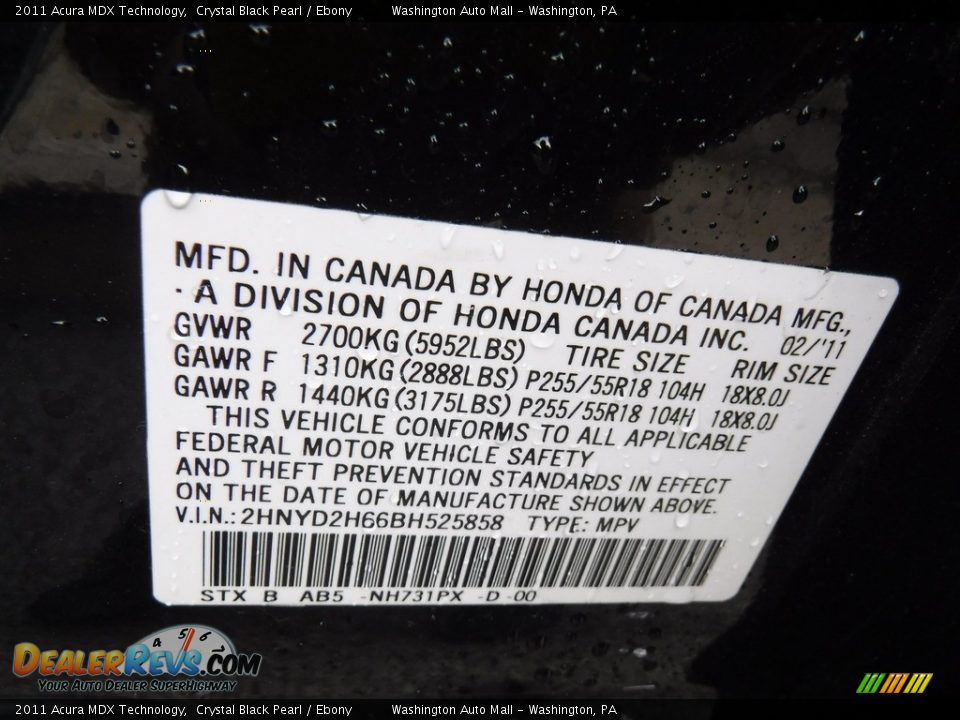 2011 Acura MDX Technology, Crystal Black Pearl / Ebony Washington Auto Mall - Washington, PA
MFD. IN CANADA BY HONDA OF CANADA MFG.,
- A DIVISION OF HONDA CANADA INC. 02/'11
GVWR 2700KG (5952LBS) TIRE SIZE RIM SIZE
GAWR F 1310KG (2888LBS) P255/55R18 104H 18X8.0J
GAWR R 1440KG (3175LBS) P255/55R18 104H 18X8.0J
THIS VEHICLE CONFORMS TO ALL APPLICABLE
FEDERAL MOTOR VEHICLE SAFETY
AND THEFT PREVENTION STANDARDS IN EFFECT
ON THE DATE OF MANUFACTURE SHOWN ABOVE.
V.I.N.: 2HNYD2H66BH525858 TYPE: MPV
STX B AB5 -NH731PX -D -00
4 5 6
DEALERREVS.COM
YOUR AUTO DEALER SUPERHIGHWAY
2011 Acura MDX Technology, Crystal Black Pearl / Ebony Washington Auto Mall - Washington, PA